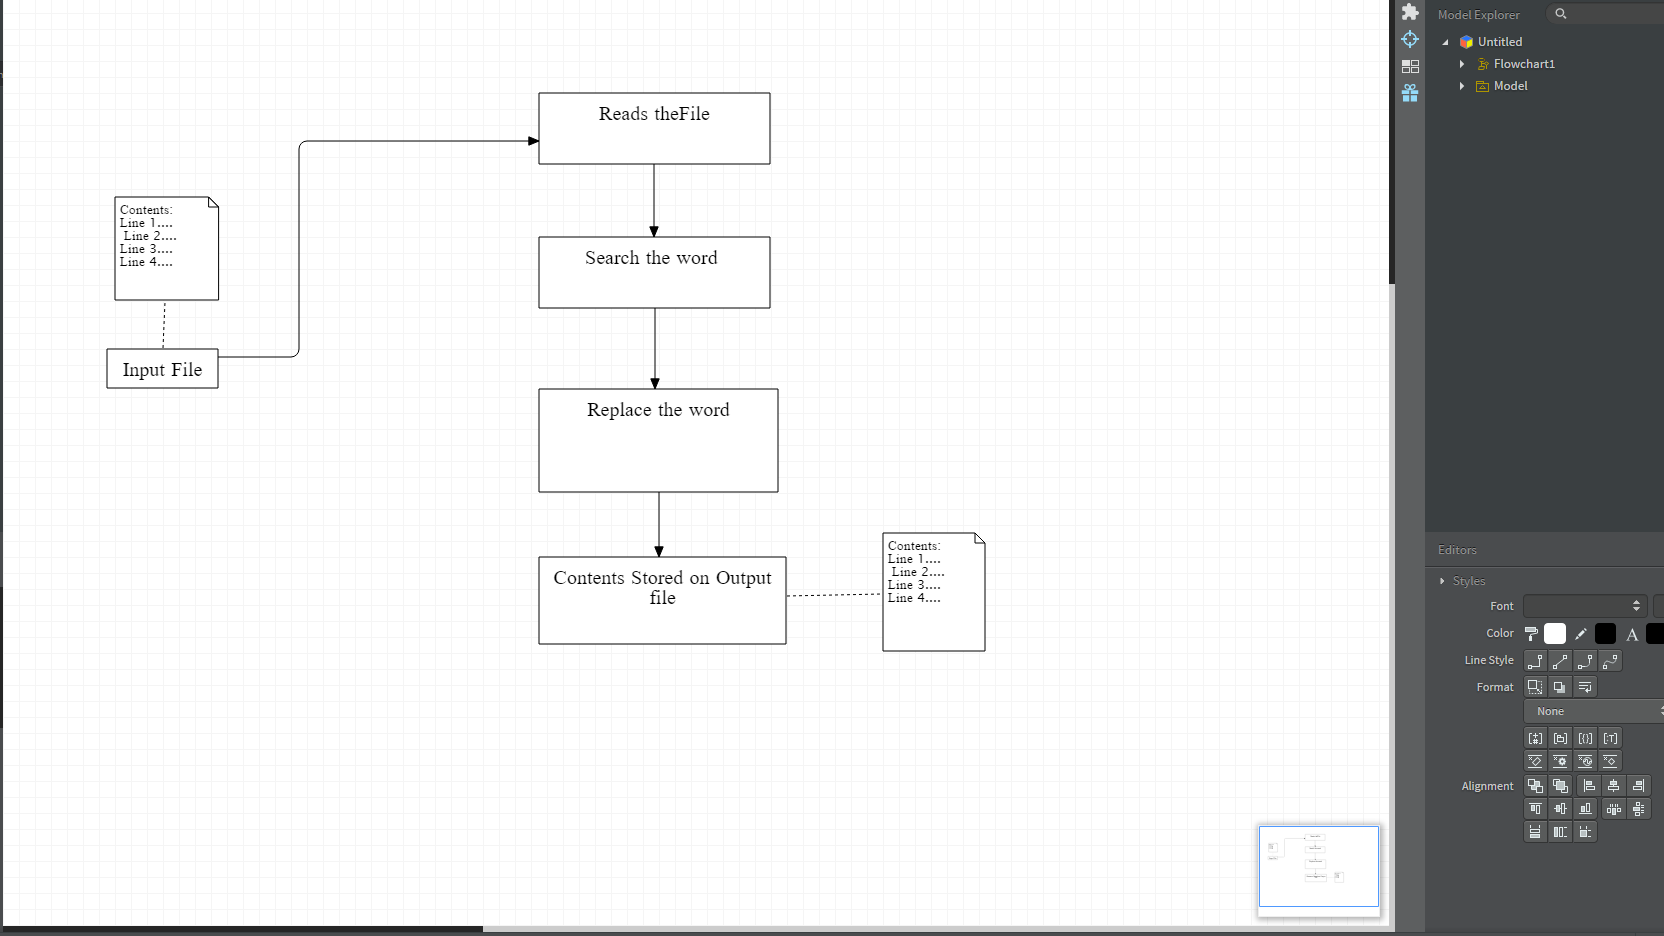 Reads theFile
Contents:
Line 1....
Line 2....
Line 3....
Line 4....
Input File
Search the word
Replace the word
Contents Stored on Output
file
Contents:
Line 1....
Line 2....
Line 3....
Line 4....
Model Explorer
Untitled
Flowchart1
Model
Editors
Styles
Font
Color
Line Style
Format
None
Alignment